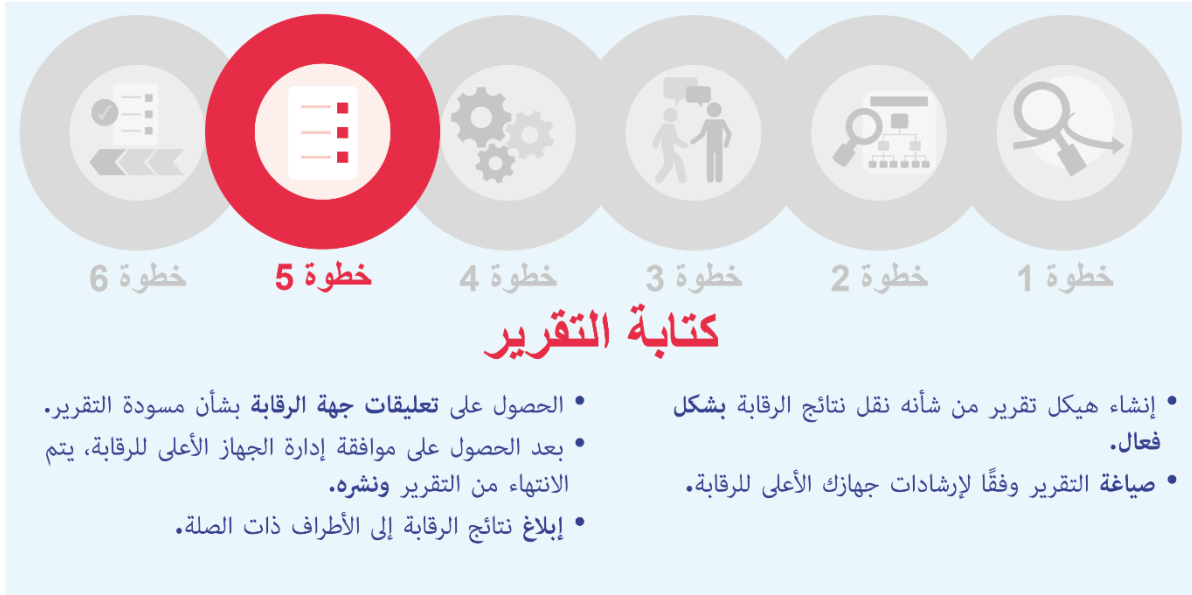 خطوة 1
خطوة 2
خطوة 3
خطوة 4
خطوة 5
خطوة 6
كتابة التقرير
• إنشاء هيكل تقرير من شأنه نقل نتائج الرقابة بشكل
فعال.
• صياغة التقرير وفقًا لإرشادات جهازك الأعلى للرقابة.
• الحصول على تعليقات جهة الرقابة بشأن مسودة التقرير.
• بعد الحصول على موافقة إدارة الجهاز الأعلى للرقابة، يتم
الانتهاء من التقرير ونشره.
• إبلاغ نتائج الرقابة إلى الأطراف ذات الصلة.